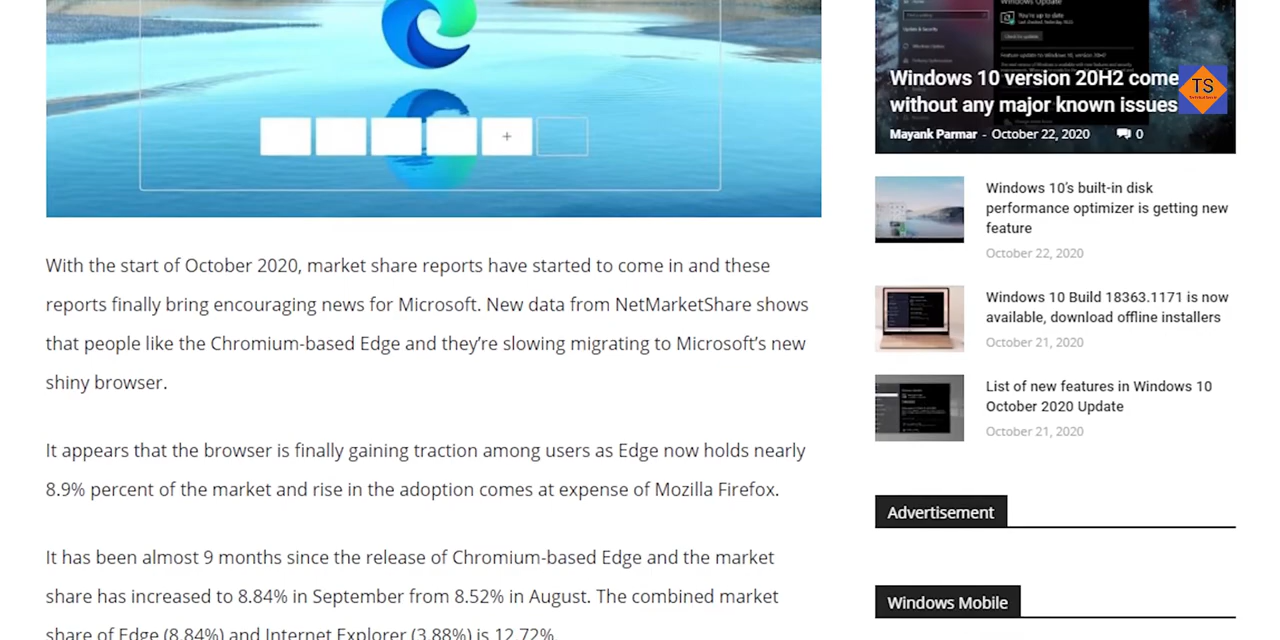 With the start of October 2020, market share reports have started to come in and these
reports finally bring encouraging news for Microsoft. New data from NetMarketShare shows
that people like the Chromium-based Edge and they’re slowing migrating to Microsoft’s new
shiny browser.
It appears that the browser is finally gaining traction among users as Edge now holds nearly
8.9% percent of the market and rise in the adoption comes at expense of Mozilla Firefox.
It has been almost 9 months since the release of Chromium-based Edge and the market
share has increased to 8.84% in September from 8.52% in August. The combined market
share of Edge (8.84%) and Internet Explorer (3.88%) is 12.72%.
You're up to date
Windows 10 version 20H2 come
without any major known issues
TS
Mayank Parmar - October 22, 2020 0
Windows 10’s built-in disk
performance optimizer is getting new
feature
October 22, 2020
Windows 10 Build 18363.1171 is now
available, download offline installers
October 21, 2020
List of new features in Windows 10
October 2020 Update
October 21, 2020
Advertisement
Windows Mobile